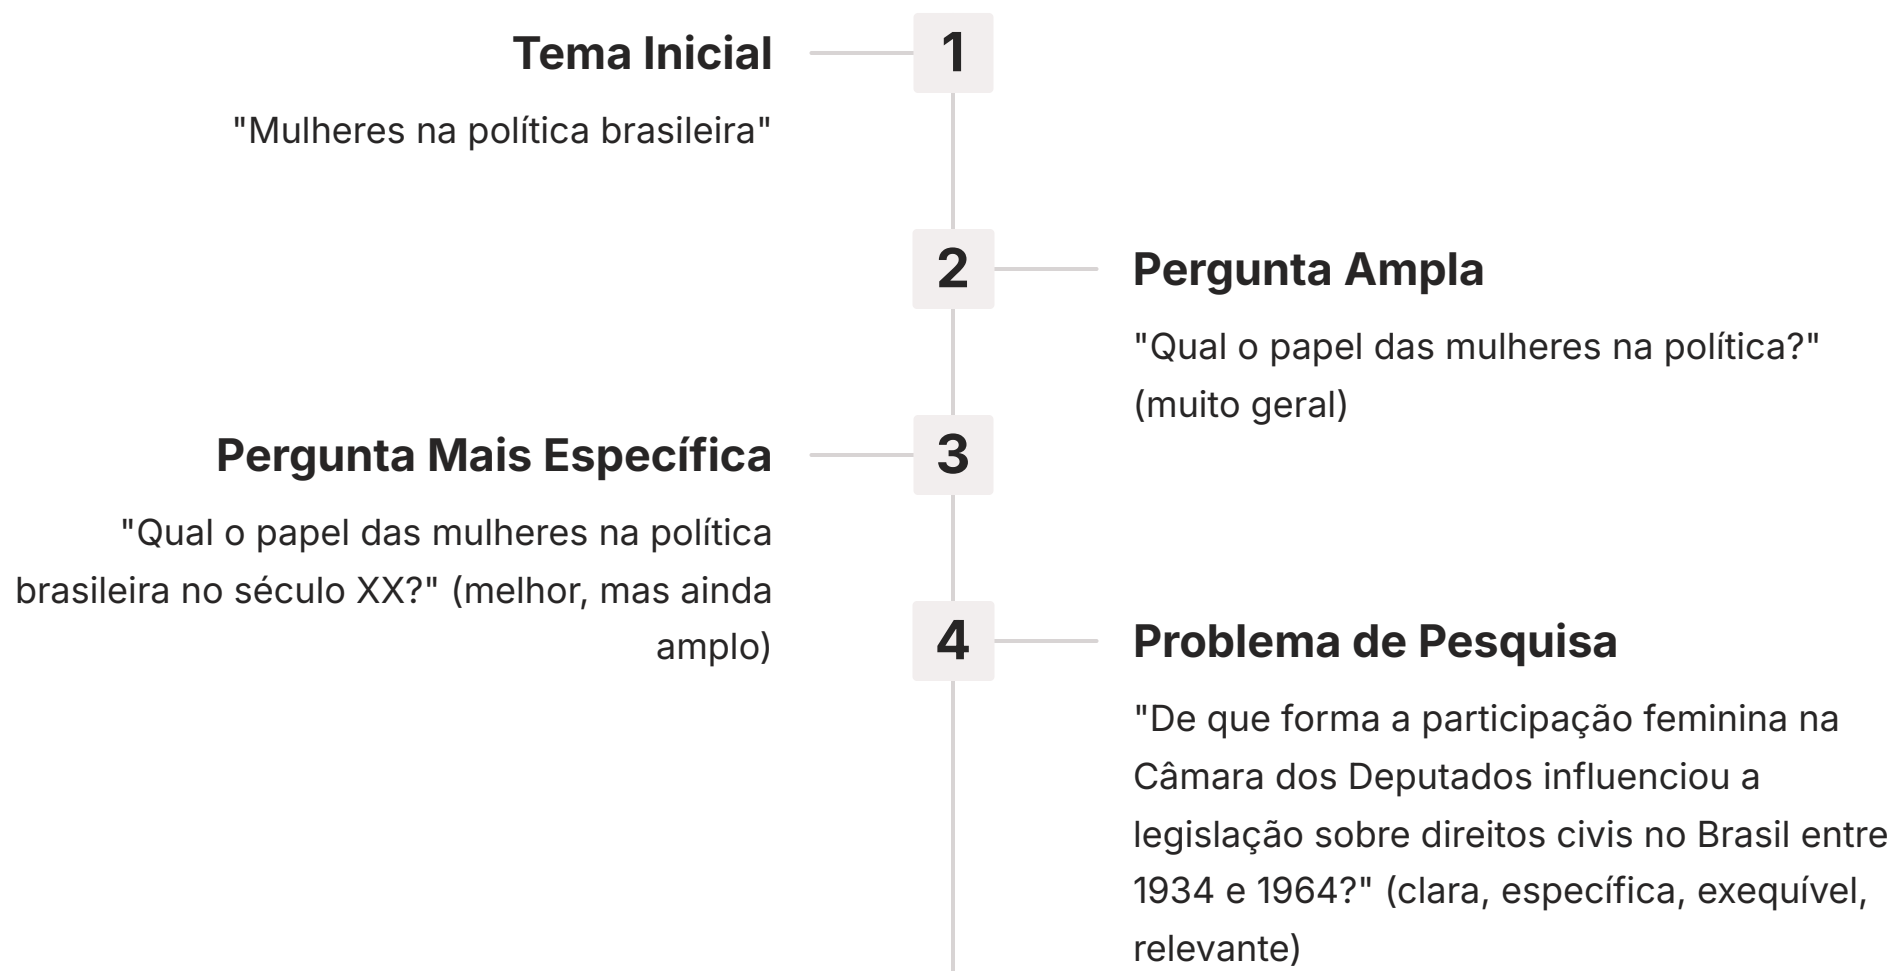 Tema Inicial
1
"Mulheres na política brasileira"
2
Pergunta Ampla
"Qual o papel das mulheres na política?"
(muito geral)
Pergunta Mais Específica
3
"Qual o papel das mulheres na política
brasileira no século XX?" (melhor, mas ainda
amplo)
4
Problema de Pesquisa
"De que forma a participação feminina na
Câmara dos Deputados influenciou a
legislação sobre direitos civis no Brasil entre
1934 e 1964?" (clara, específica, exequível,
relevante)